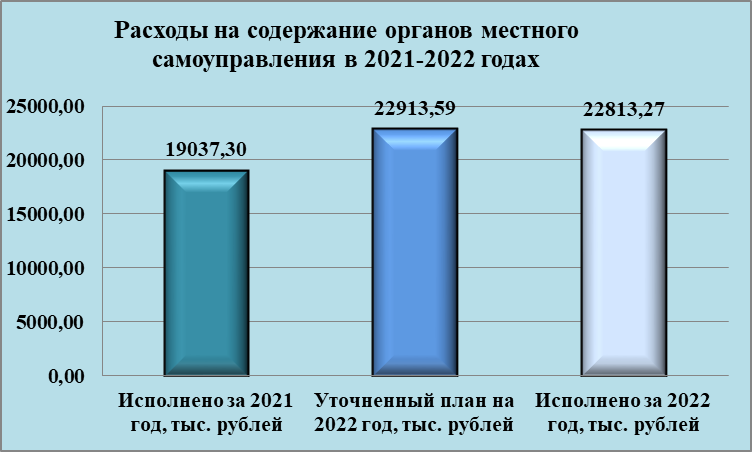 Расходы на содержание органов местного
самоуправления в 2021-2022 годах
25000,00
20000,00
15000,00
10000,00
5000,00
0,00
19037,30
22913,59
22813,27
Исполнено за 2021
год, тыс. рублей
Уточненный план на
2022 год, тыс. рублей
Исполнено за 2022
год, тыс. рублей